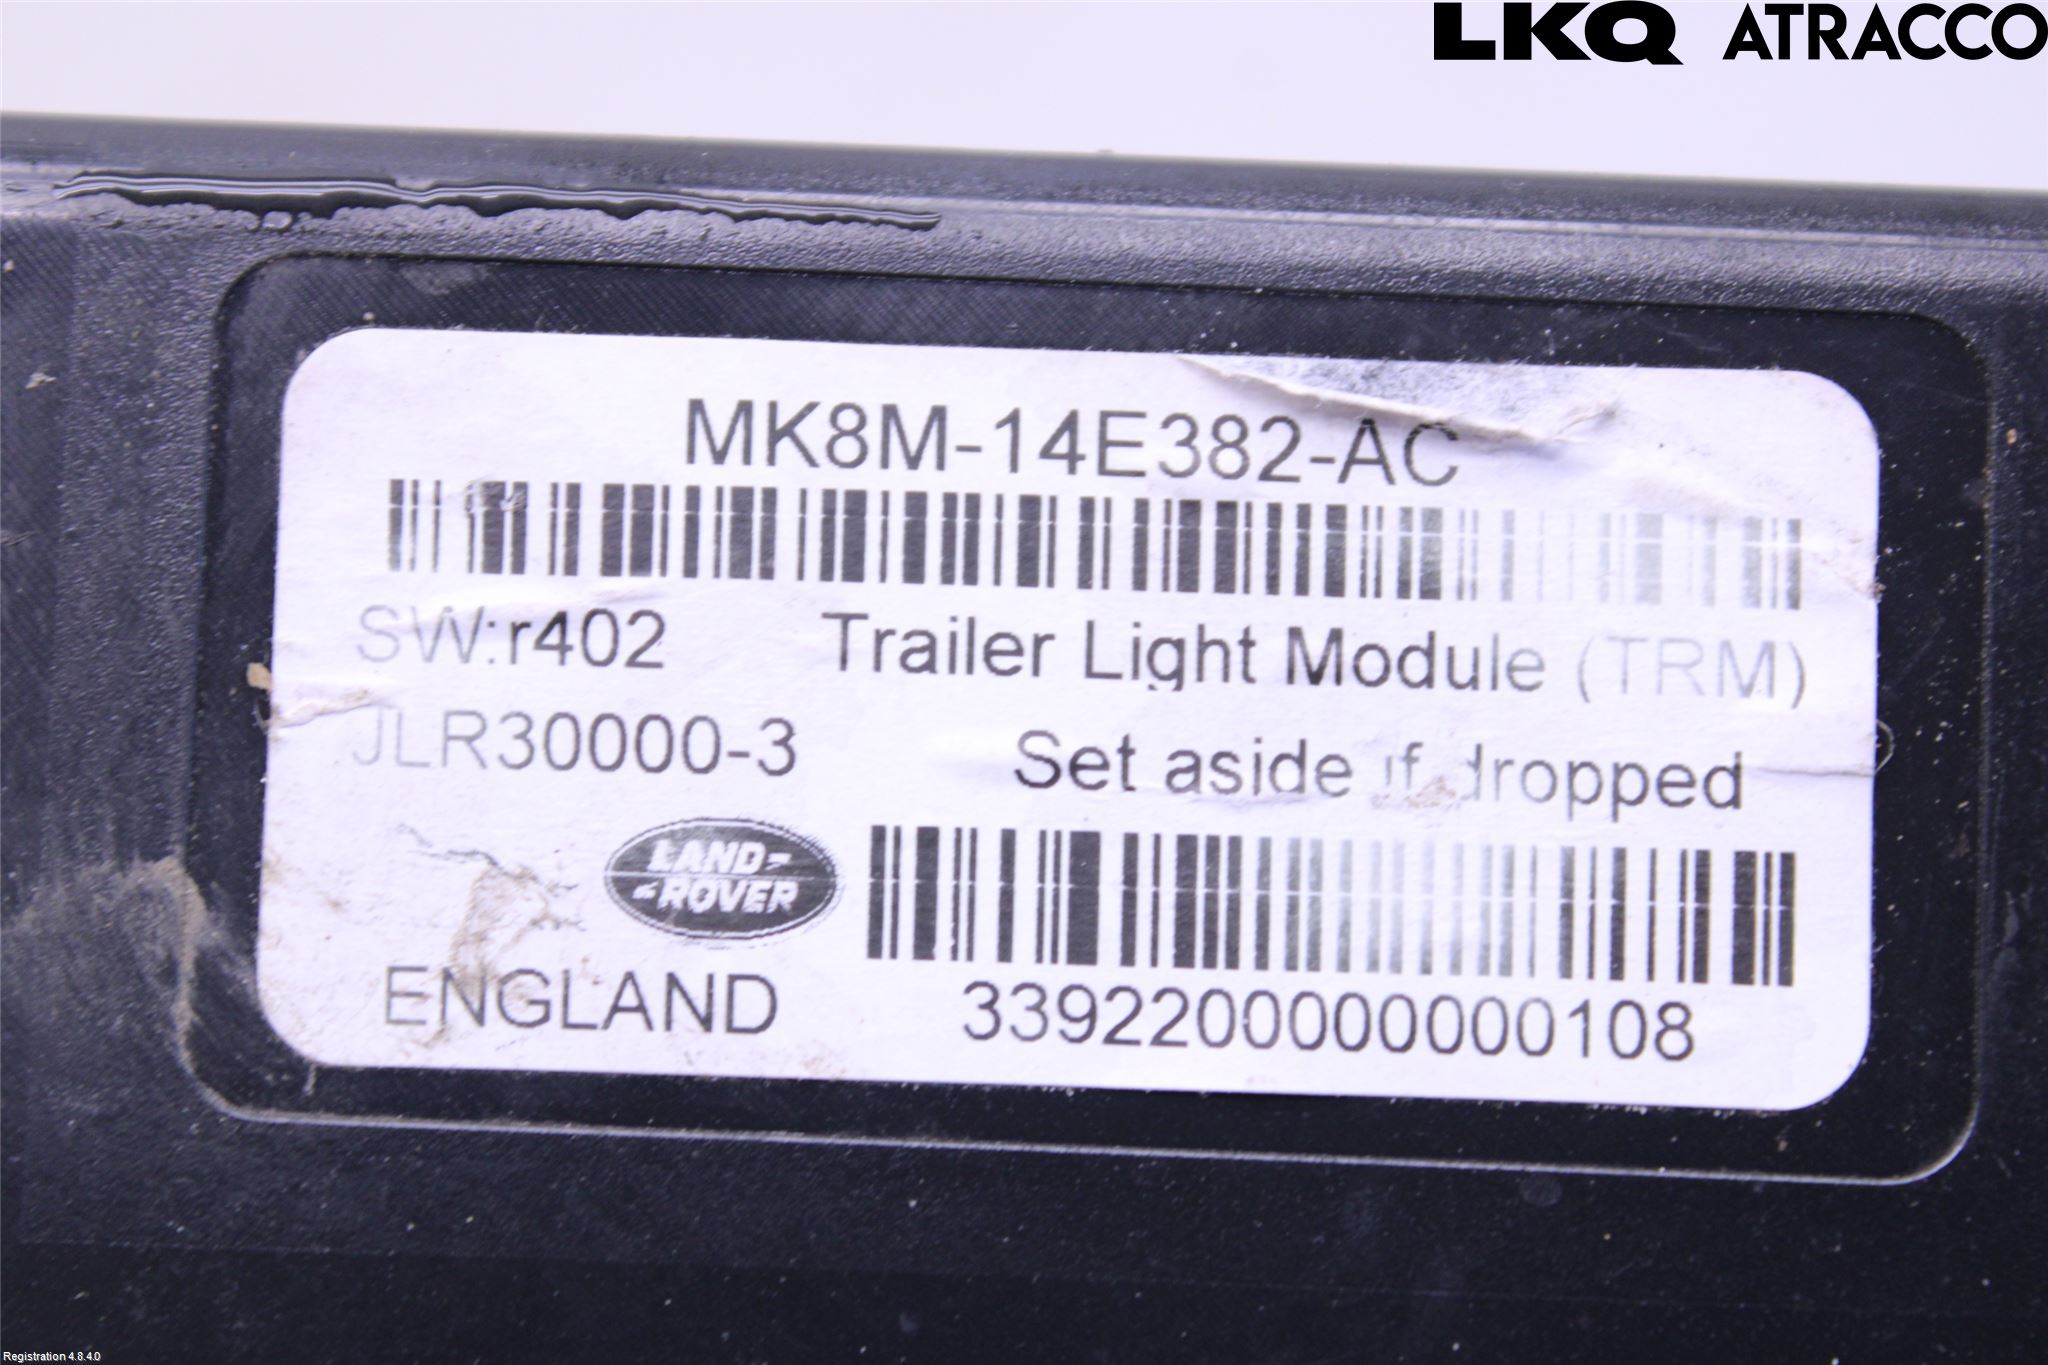 LKQ ATRACCO
MK8M-14E382-AC
SW:r402 Trailer Light Module (TRM)
JLR30000-3 Set aside if dropped
LAND-
ROVER
ENGLAND 3392200000000108
Registration 4.8.4.0